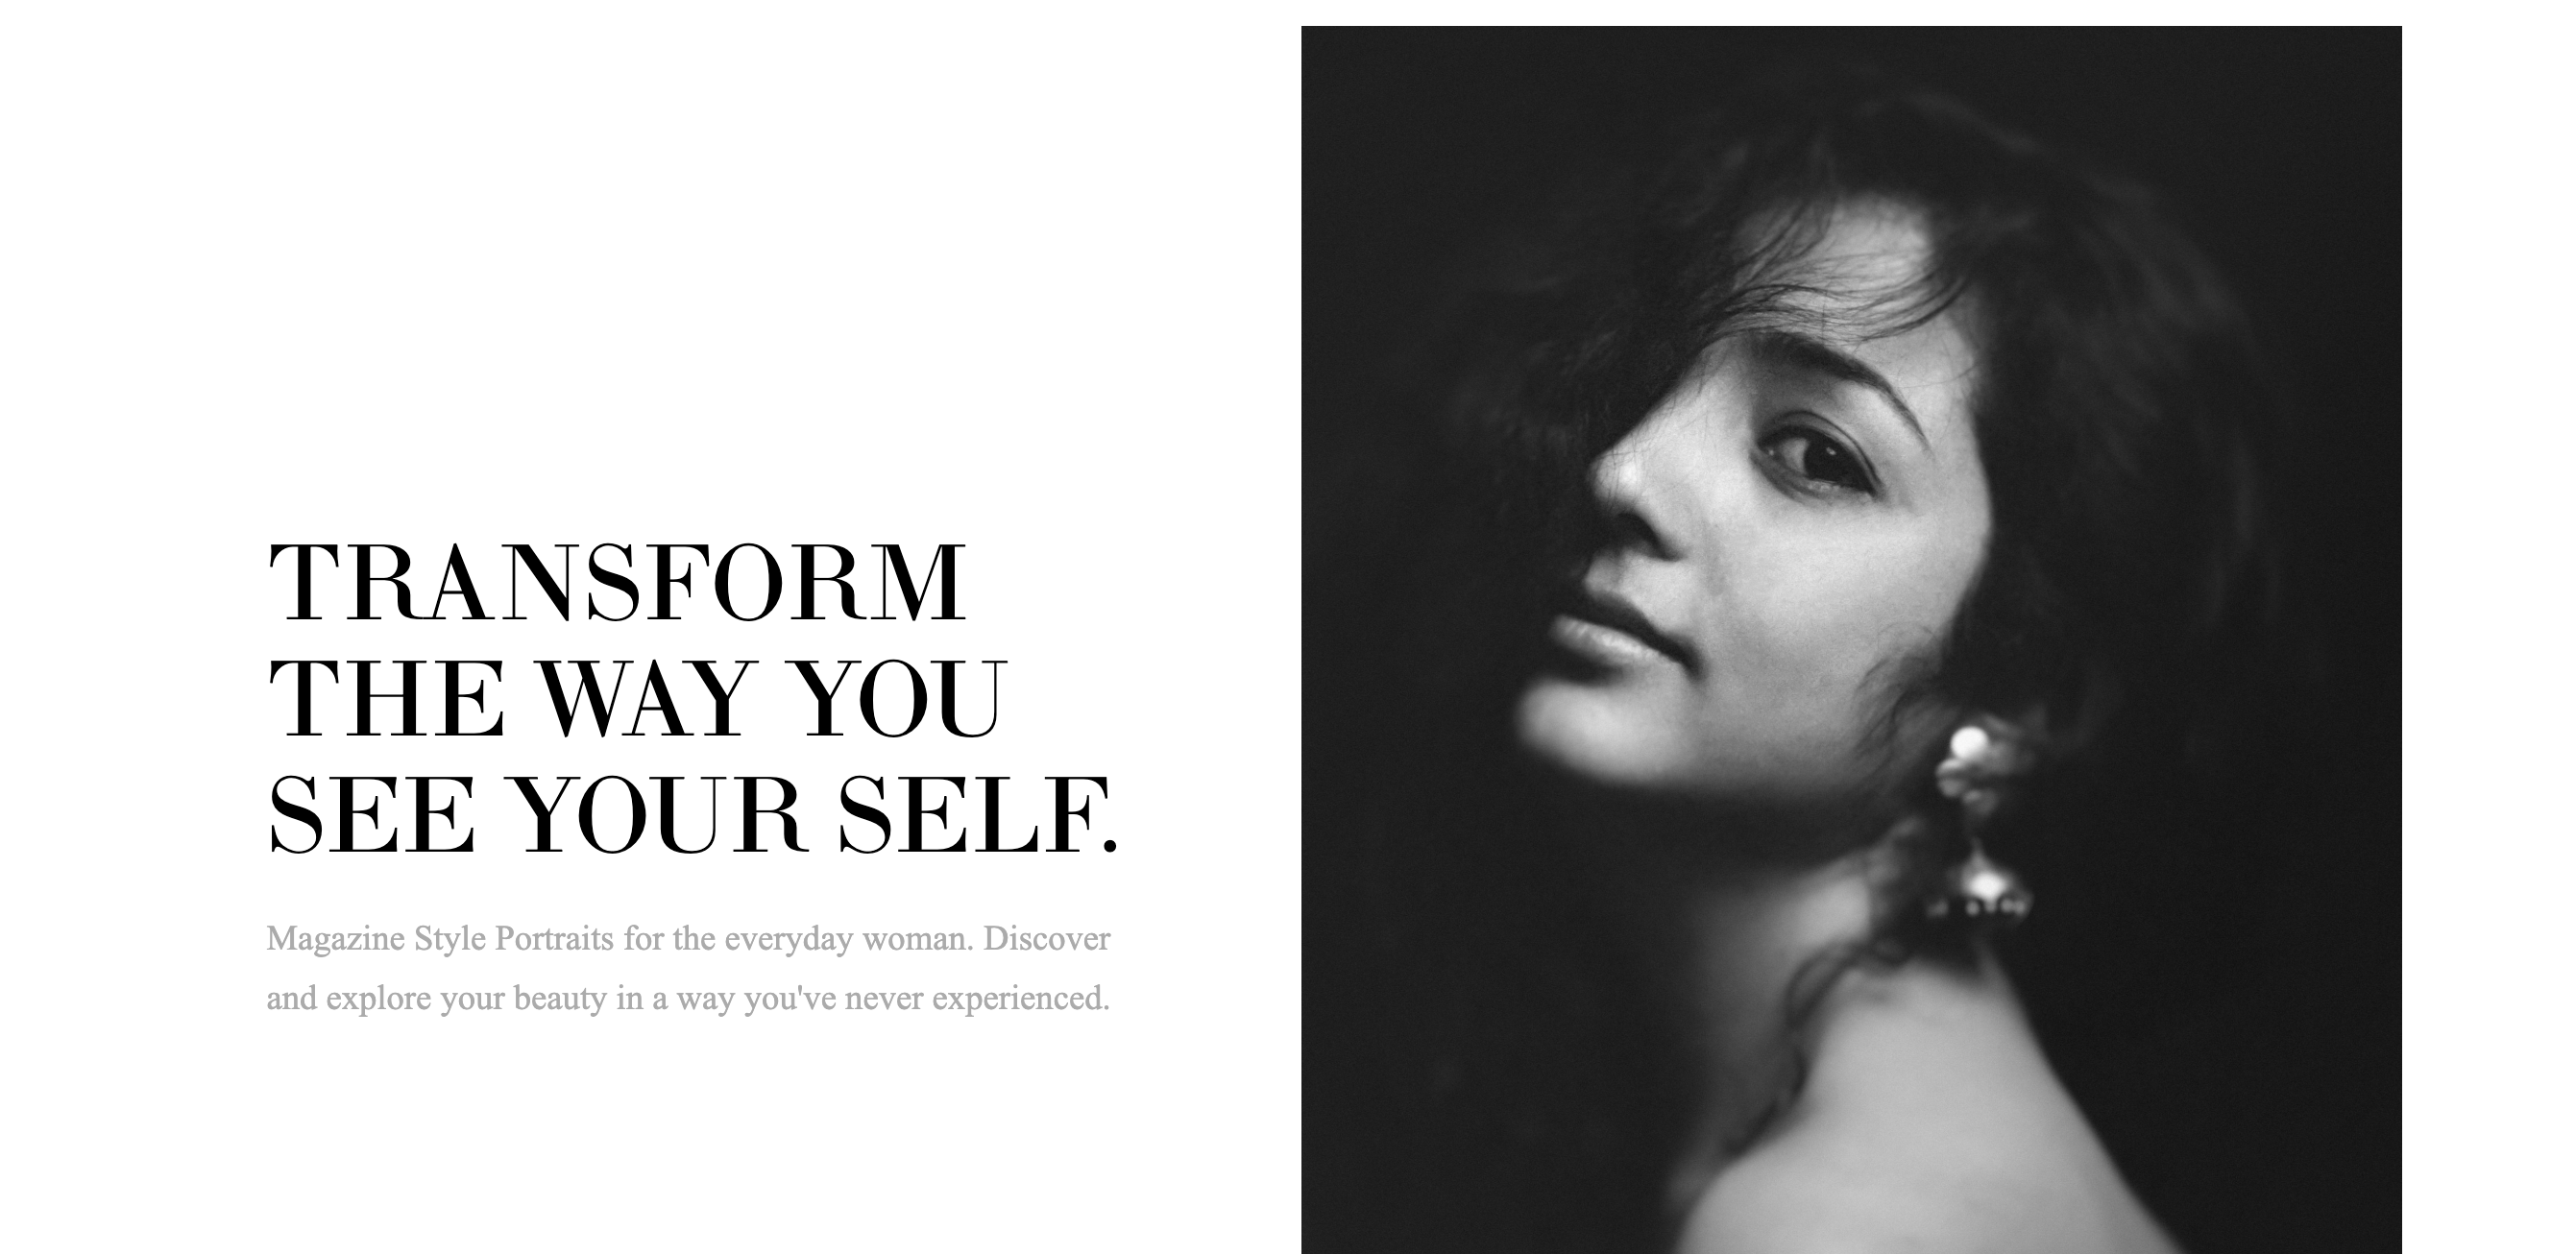 TRANSFORM
THE WAY YOU
SEE YOUR SELF.
Magazine Style Portraits for the everyday woman. Discover
and explore your beauty in a way you've never experienced.